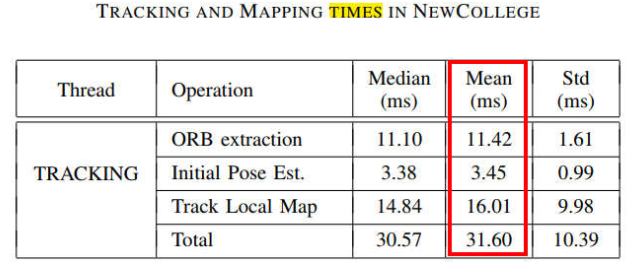 TRACKING AND MAPPING TIMES IN NEWCOLLEGE
Thread Operation Median (ms) Mean (ms) Std (ms)
TRACKING
ORB extraction 11.10 11.42 1.61
Initial Pose Est. 3.38 3.45 0.99
Track Local Map 14.84 16.01 9.98
Total 30.57 31.60 10.39